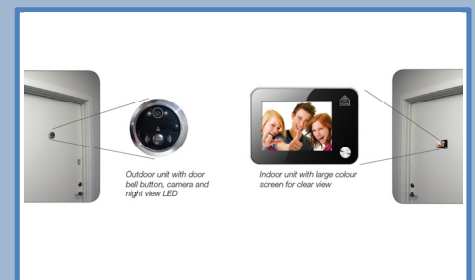 Outdoor unit with door
bell button, camera and
night view LED
Indoor unit with large colour
screen for clear view